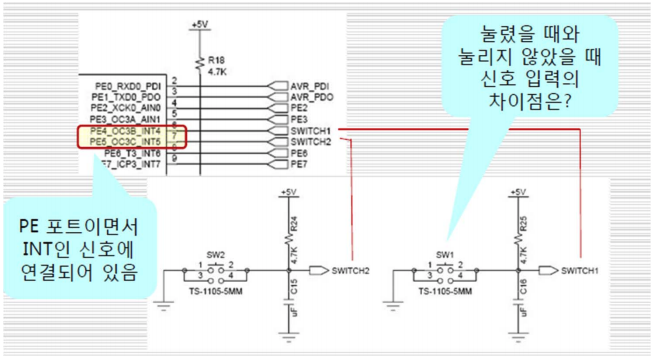 +5V
R18
4.7K
PE0_RXD0_PDI 2 AVR_PDI
PE1_TXD0_PDO 3 AVR_PDO
PE2_XCK0_AIN0 4 PE2
PE3_OC3A_AIN1 5 PE3
PE4_OC3B_INT4 6 SWITCH1
PE5_OC3C_INT5 7 SWITCH2
PE6_T3_INT6 8 PE6
PE7_ICP3_INT7 9 PE7
눌렸을 때와
눌리지 않았을 때
신호 입력의
차이점은?
PE 포트이면서
INT인 신호에
연결되어 있음
+5V
R24
4.7K
SW2
1 2
3 4
TS-1105-5MM
SWITCH2
C15
uF
+5V
R25
4.7K
SW1
1 2
3 4
TS-1105-5MM
SWITCH1
C16
uF